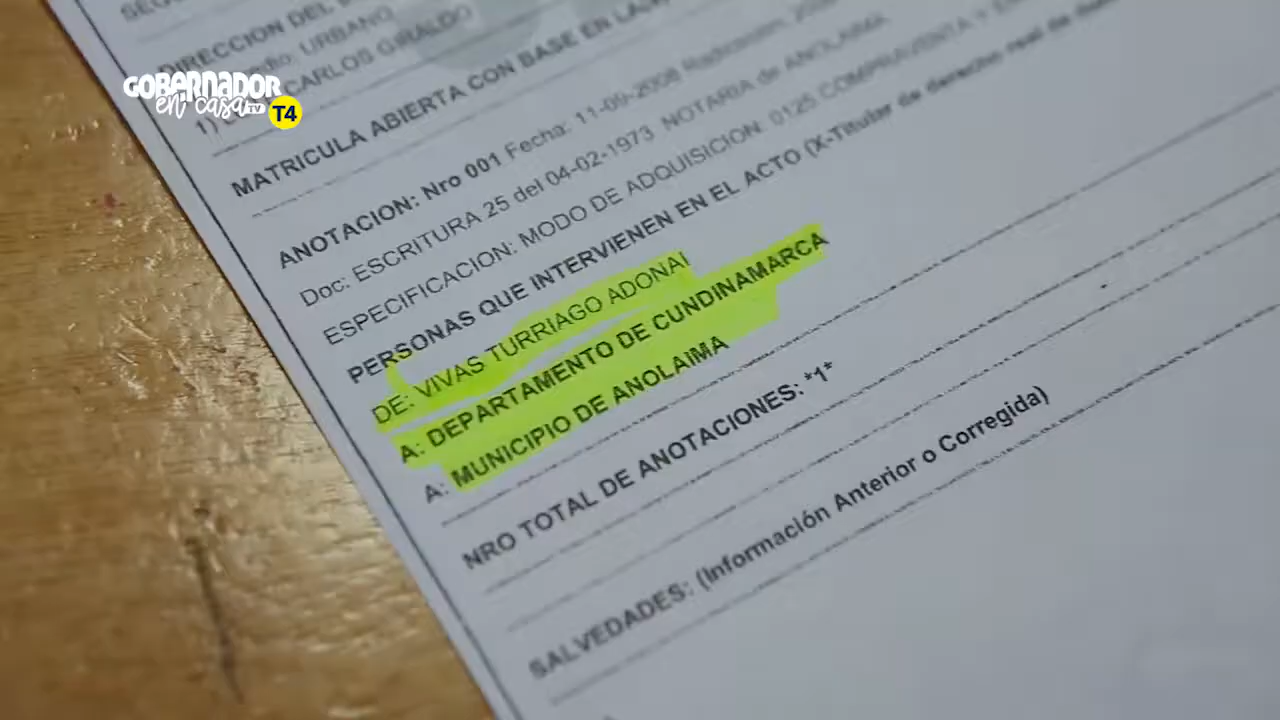 GOBERNADOR
en casa TV T4
DIRECCION DEL
URBANO
CARLOS GIRALDO
MATRICULA ABIERTA CON BASE EN
ANOTACION: Nro 001 Fecha: 11-09-2008
Doc: ESCRITURA 25 del 04-02-1973 NOTARIA de ANOLAIMA
ESPECIFICACION: MODO DE ADQUISICION: 0125 COMPRAVENTA Y
PERSONAS QUE INTERVIENEN EN EL ACTO (X-Titular de derecho real de
DE: VIVAS TURRIAGO ADONAI
A: DEPARTAMENTO DE CUNDINAMARCA
A: MUNICIPIO DE ANOLAIMA
NRO TOTAL DE ANOTACIONES: *1*
SALVEDADES: (Información Anterior o Corregida)